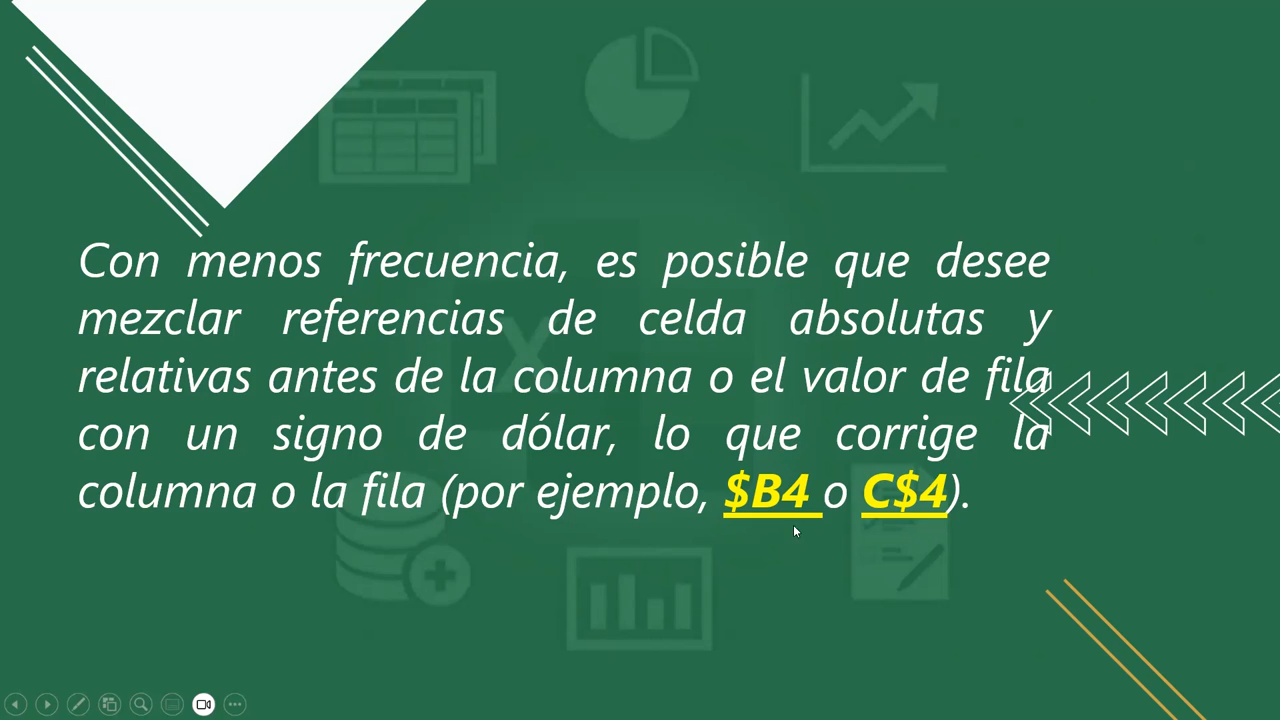 Con menos frecuencia, es posible que desee
mezclar referencias de celda absolutas y
relativas antes de la columna o el valor de fila
con un signo de dólar, lo que corrige la
columna o la fila (por ejemplo, $B4 o C$4).